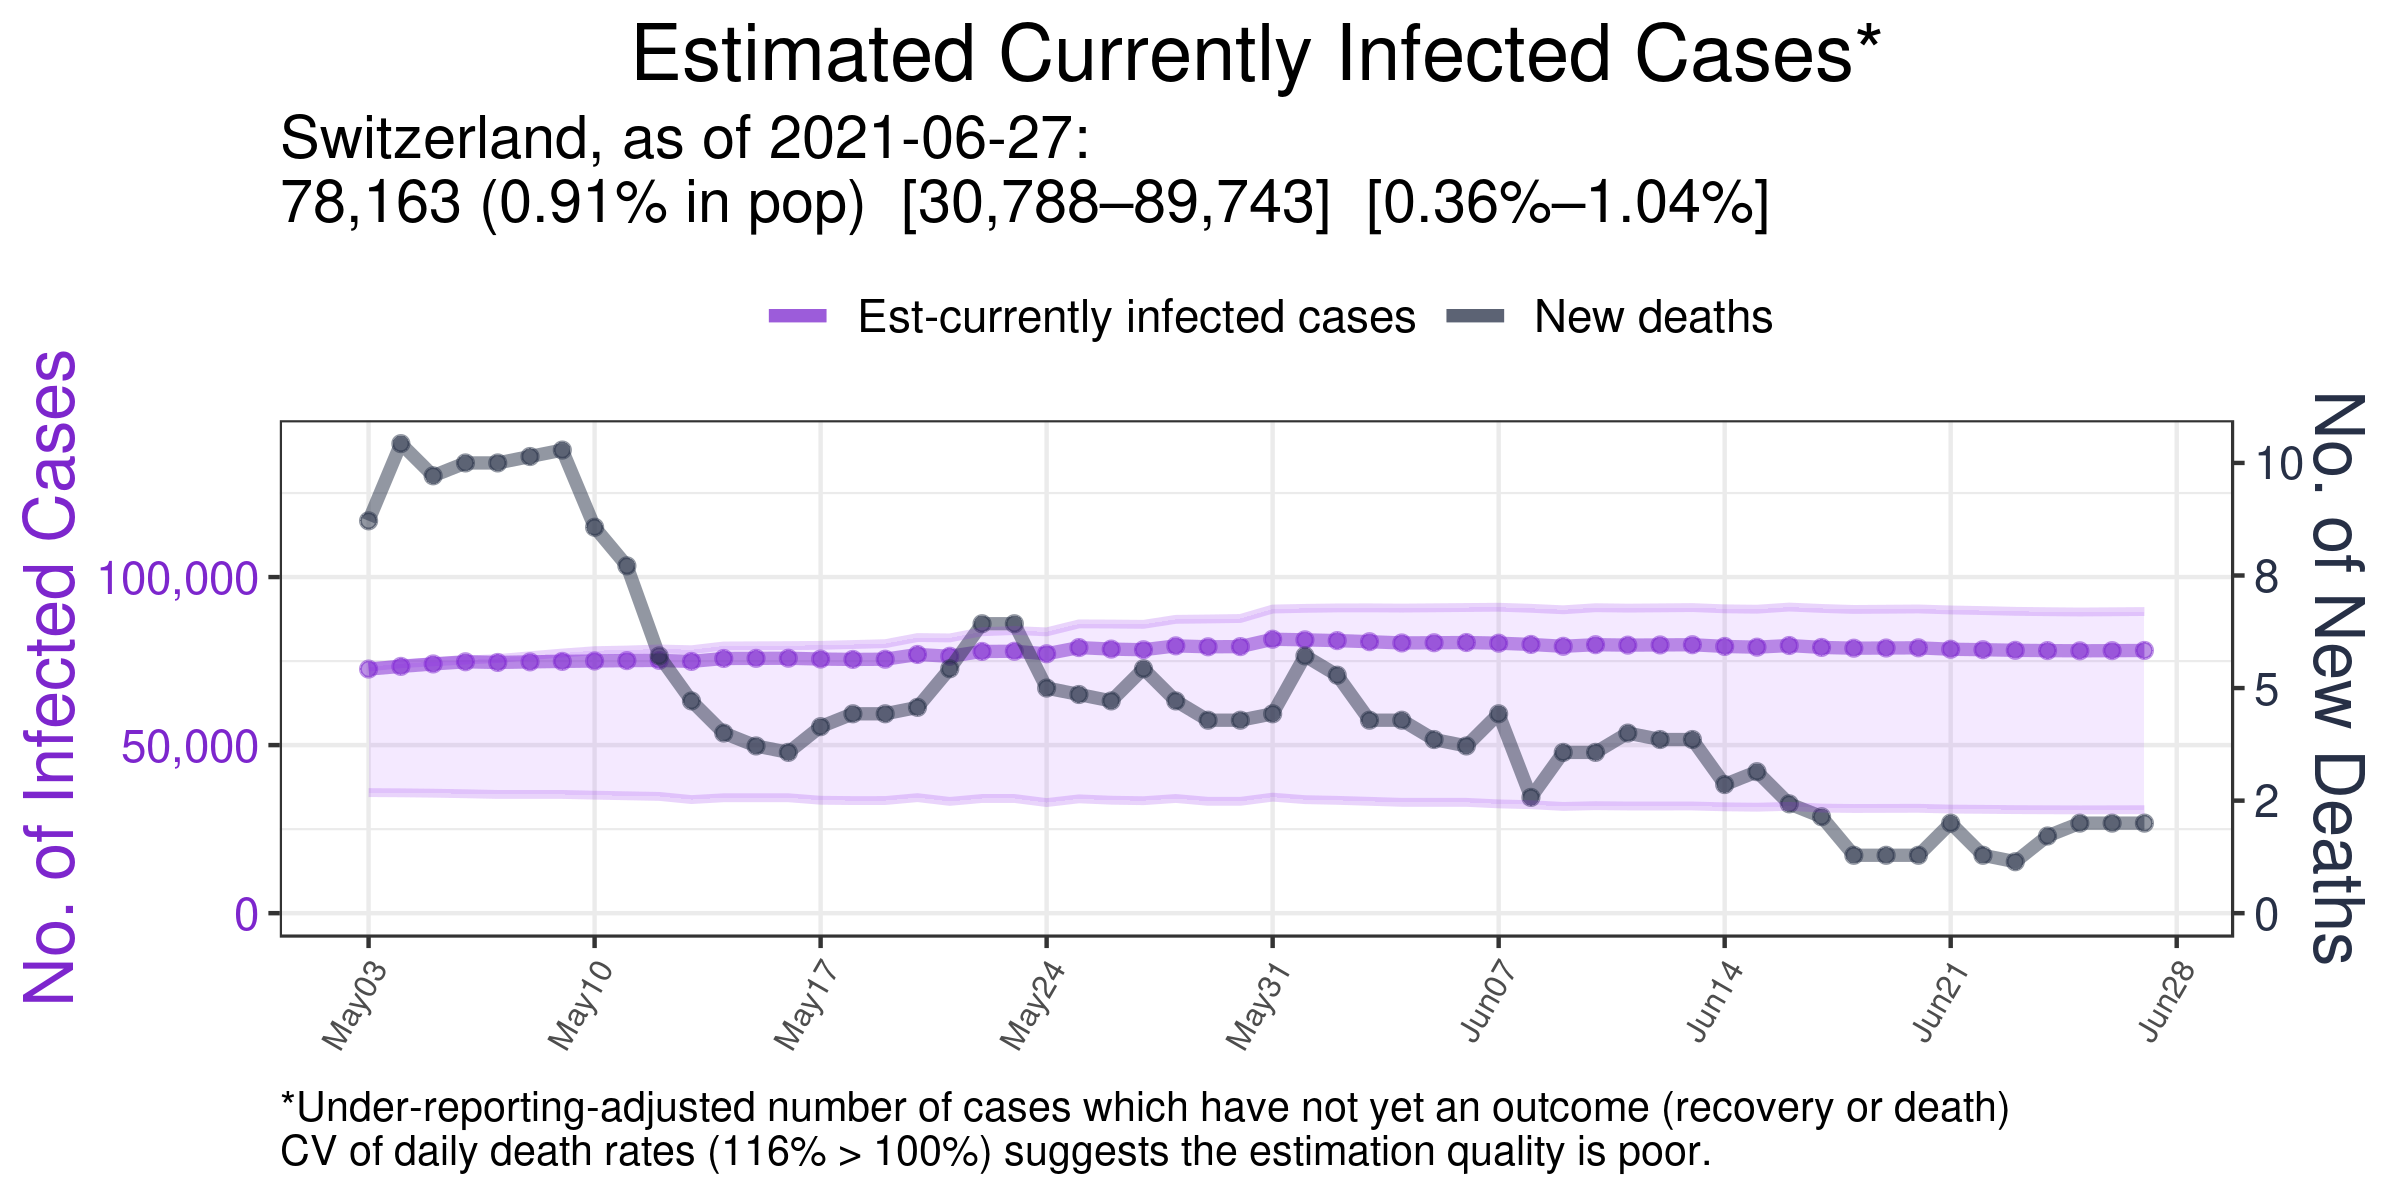 Estimated Currently Infected Cases*
Switzerland, as of 2021-06-27:
78,163 (0.91% in pop) [30,788–89,743] [0.36%–1.04%]
Est-currently infected cases
New deaths
No. of Infected Cases
100,000
50,000
0
10
8
5
2
0
No. of New Deaths
May03
May10
May17
May24
May31
Jun07
Jun14
Jun21
Jun28
*Under-reporting-adjusted number of cases which have not yet an outcome (recovery or death)
CV of daily death rates (116% > 100%) suggests the estimation quality is poor.